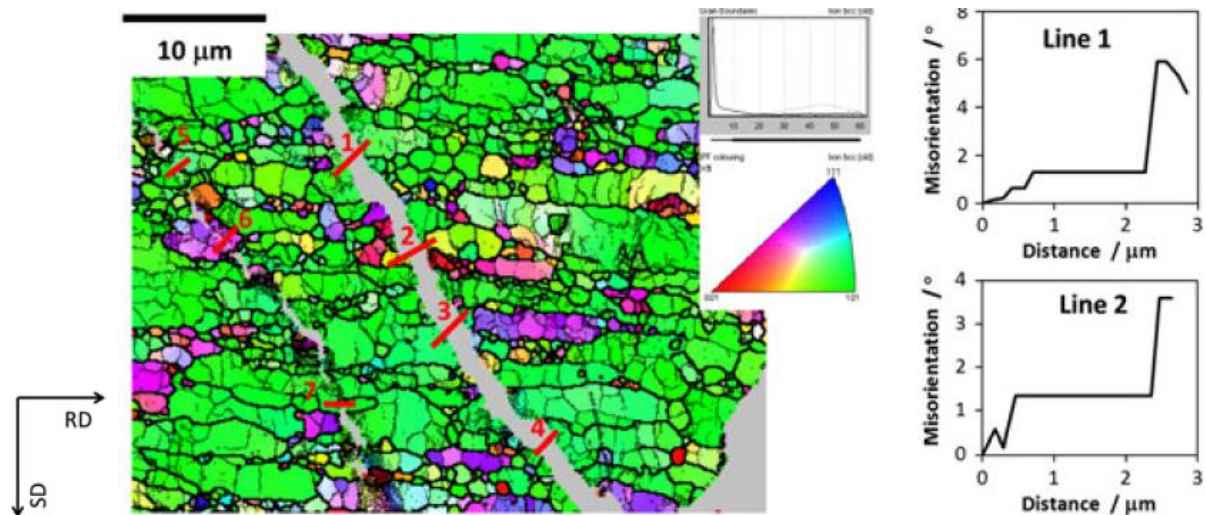 10 μm
1
2
3
4
5
6
7
RD
SD
Grain Boundaries
Iron bcc (old)
10 20 30 40 50 60
IPF colouring
Iron bcc (old)
111
001
101
Line 1
Misorientation / °
8
6
4
2
0
0 1 2 3
Distance / μm
Line 2
Misorientation / °
4
3
2
1
0
0 1 2 3
Distance / μm